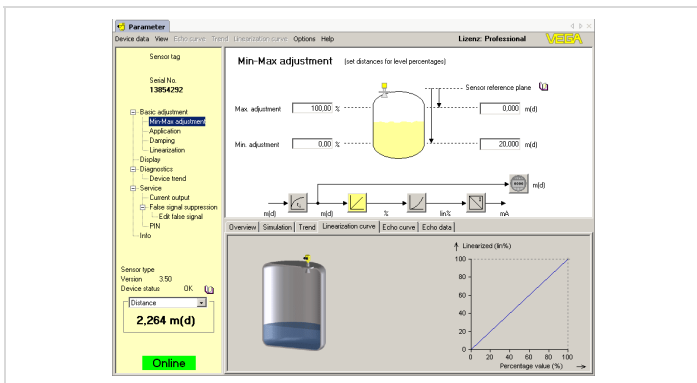 Parameter
Device data View Echo curve Trend Linearization curve Options Help Lizenz: Professional VEGA
Sensor tag
Serial No.
13854292
Basic adjustment
Min-Max adjustment
Application
Damping
Linearization
Display
Diagnostics
Device trend
Service
Current output
False signal suppression
Edit false signal
PIN
Info
Sensor type
Version 3.50
Device status OK
Distance
2,264 m(d)
Online
Min-Max adjustment (set distances for level percentages)
Sensor reference plane
Max. adjustment 100,00 % 0,000 m(d)
Min. adjustment 0,00 % 20,000 m(d)
m(d)
m(d) m(d) % lin% mA
Overview Simulation Trend Linearization curve Echo curve Echo data
Linearized (lin%)
100
80
60
40
20
0
0 20 40 60 80 100
Percentage value (%)